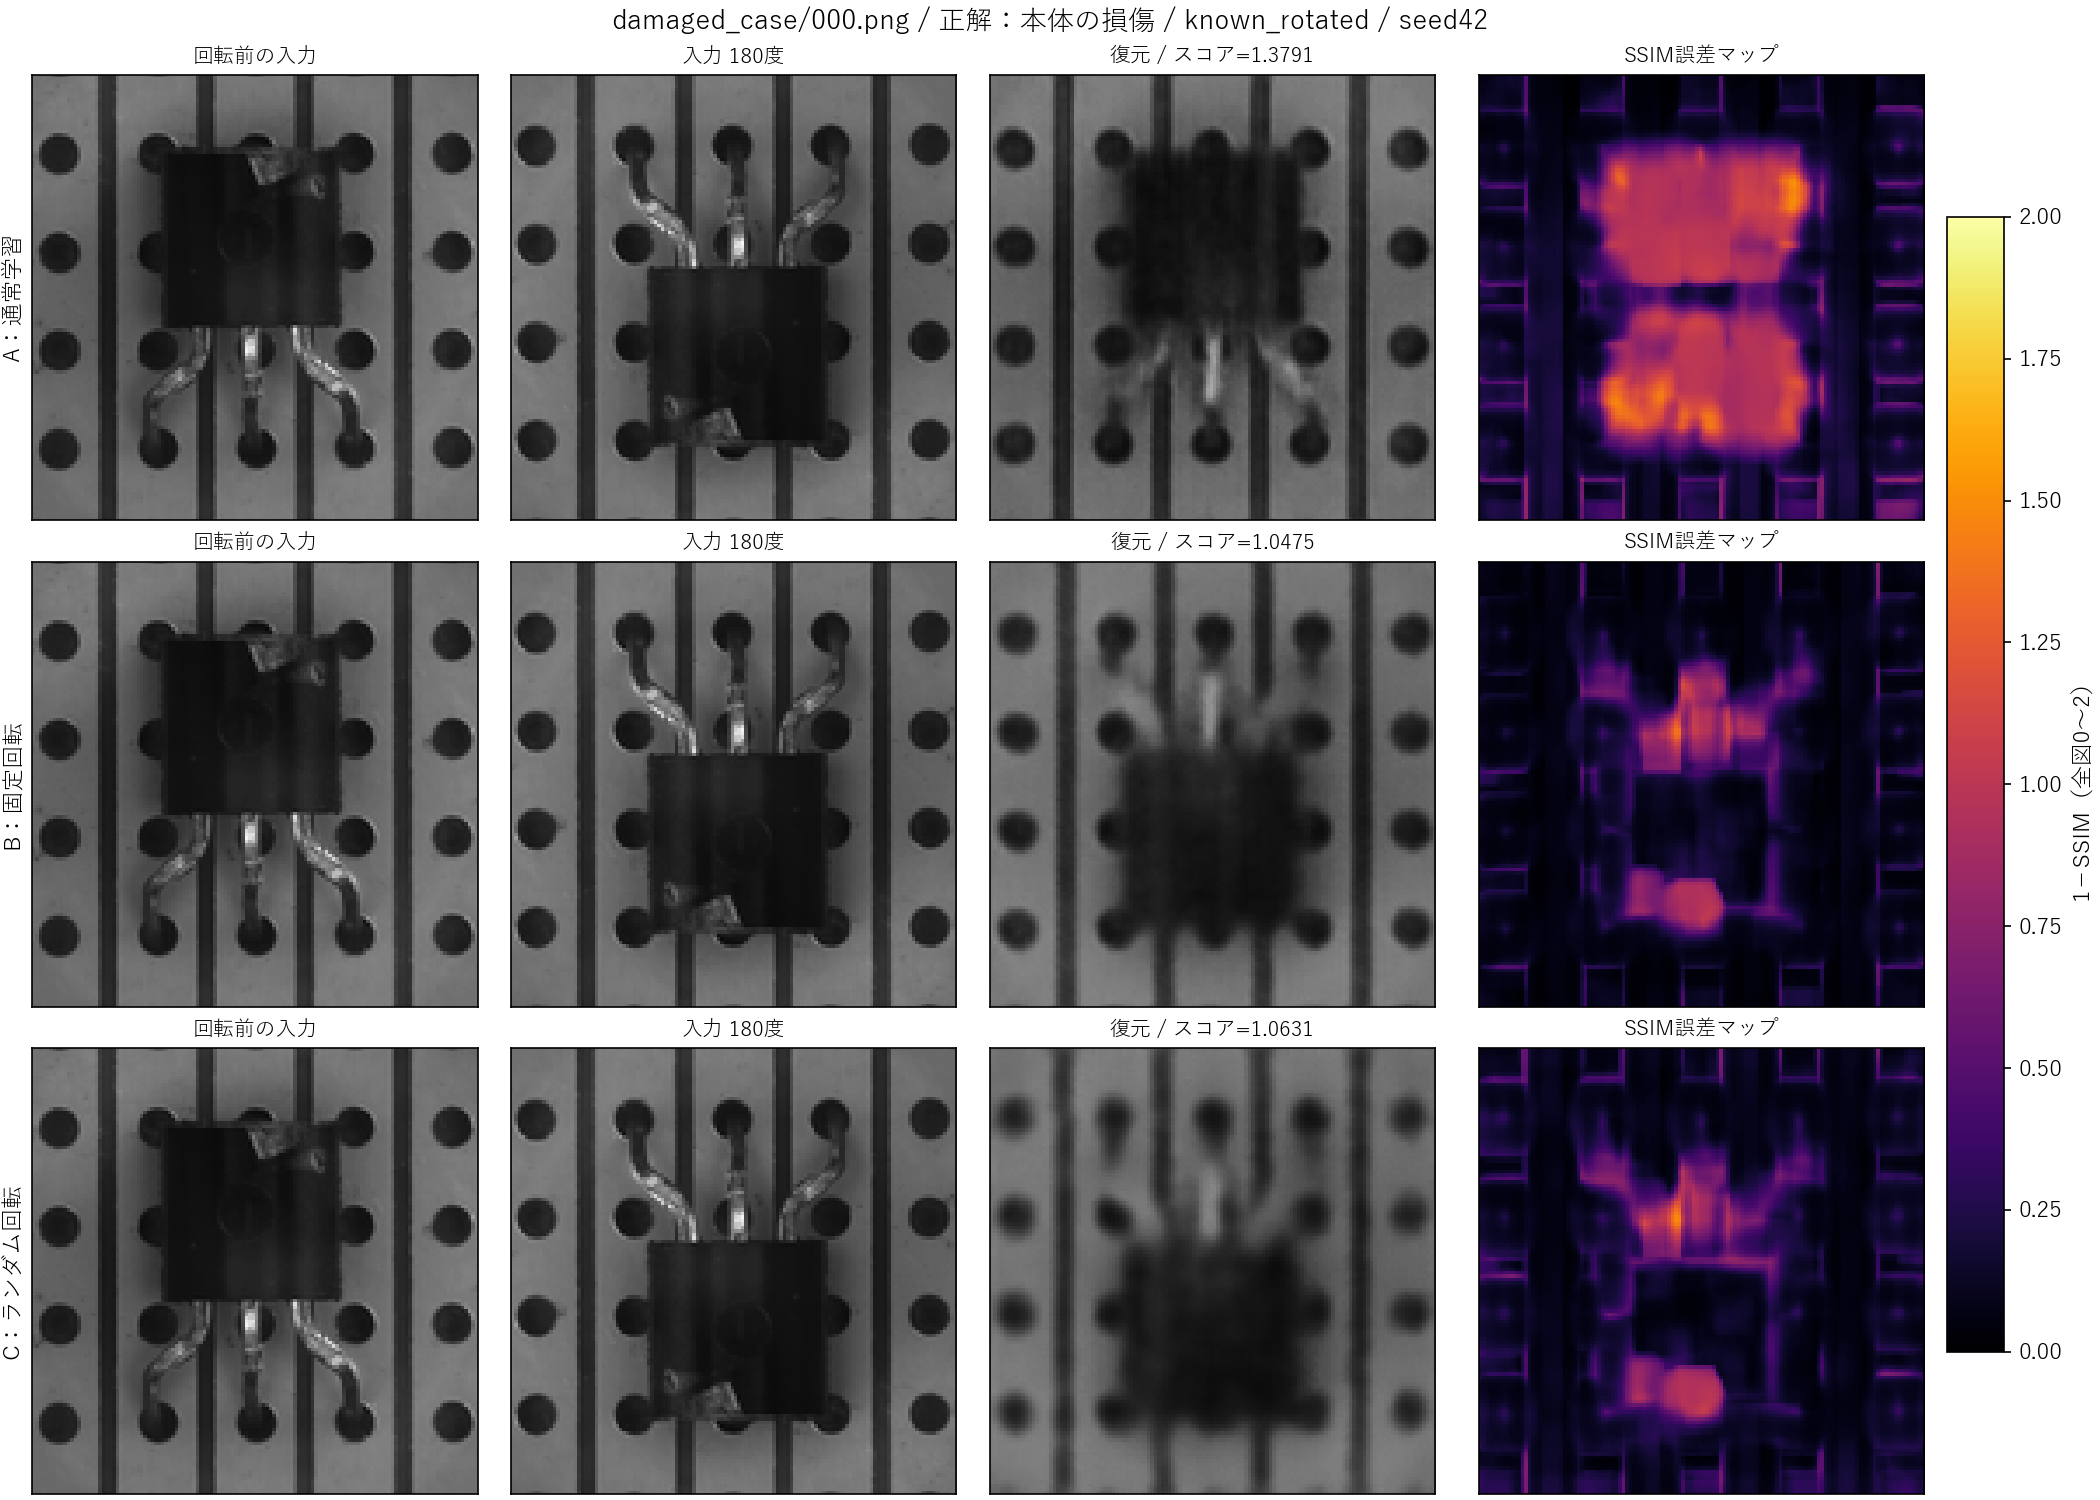 damaged_case/000.png / 正解：本体の損傷 / known_rotated / seed42
回転前の入力
入力 180度
復元 / スコア=1.3791
SSIM誤差マップ
A：通常学習
回転前の入力
入力 180度
復元 / スコア=1.0475
SSIM誤差マップ
B：固定回転
回転前の入力
入力 180度
復元 / スコア=1.0631
SSIM誤差マップ
C：ランダム回転
2.00
1.75
1.50
1.25
1.00
0.75
0.50
0.25
0.00
1－SSIM（全図0～2）